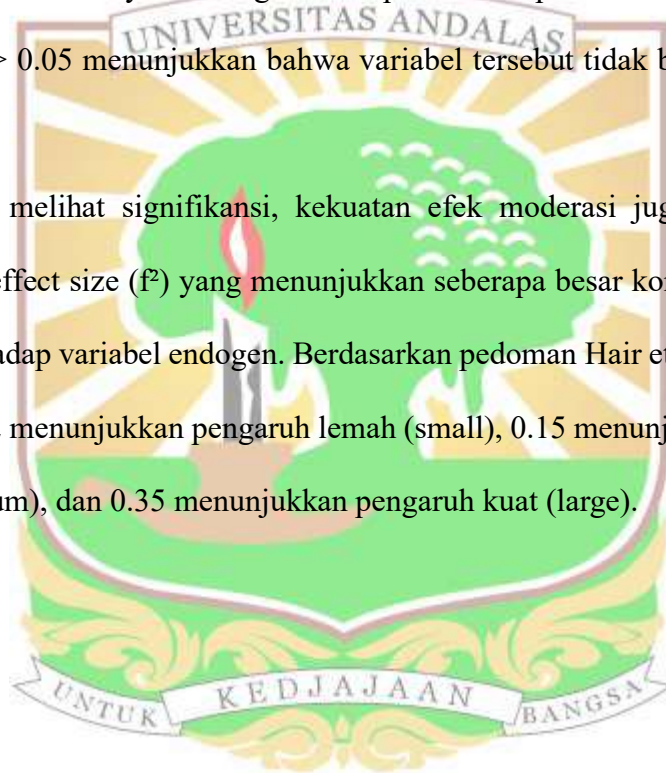 UNIVERSITAS ANDALAS
> 0.05 menunjukkan bahwa variabel tersebut tidak b
melihat signifikansi, kekuatan efek moderasi jug
effect size (f²) yang menunjukkan seberapa besar kon
adap variabel endogen. Berdasarkan pedoman Hair et
menunjukkan pengaruh lemah (small), 0.15 menunj
um), dan 0.35 menunjukkan pengaruh kuat (large).
UNTUK KEDJAJAAN BANGSA